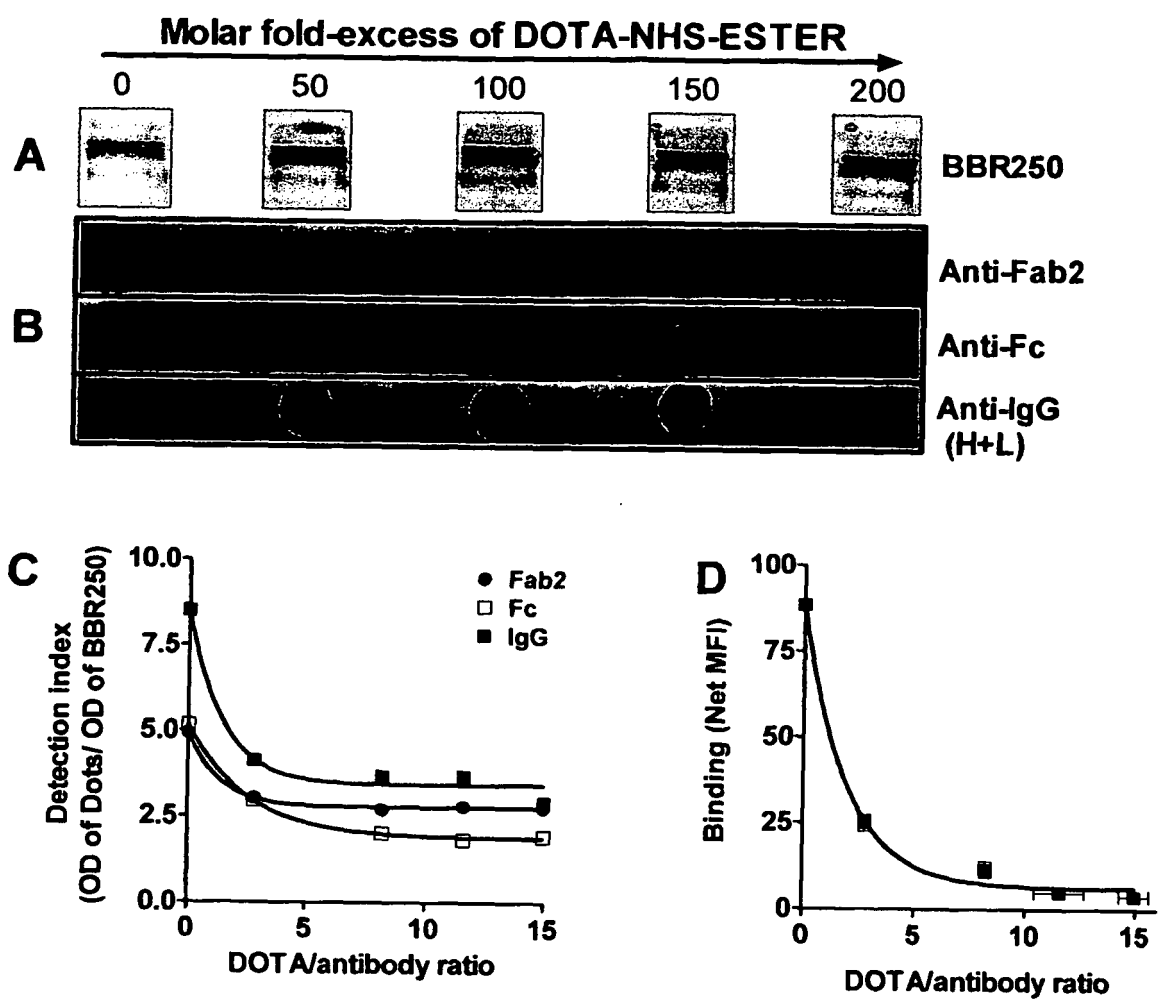 Molar fold-excess of DOTA-NHS-ESTER
0 50 100 150 200
A
BBR250
Anti-Fab2
B
Anti-Fc
Anti-IgG
(H+L)
C
Detection index
(OD of Dots/ OD of BBR250)
10.0
7.5
5.0
2.5
0.0
Fab2
Fc
IgG
0 5 10 15
DOTA/antibody ratio
D
Binding (Net MFI)
100
75
50
25
0
0 5 10 15
DOTA/antibody ratio